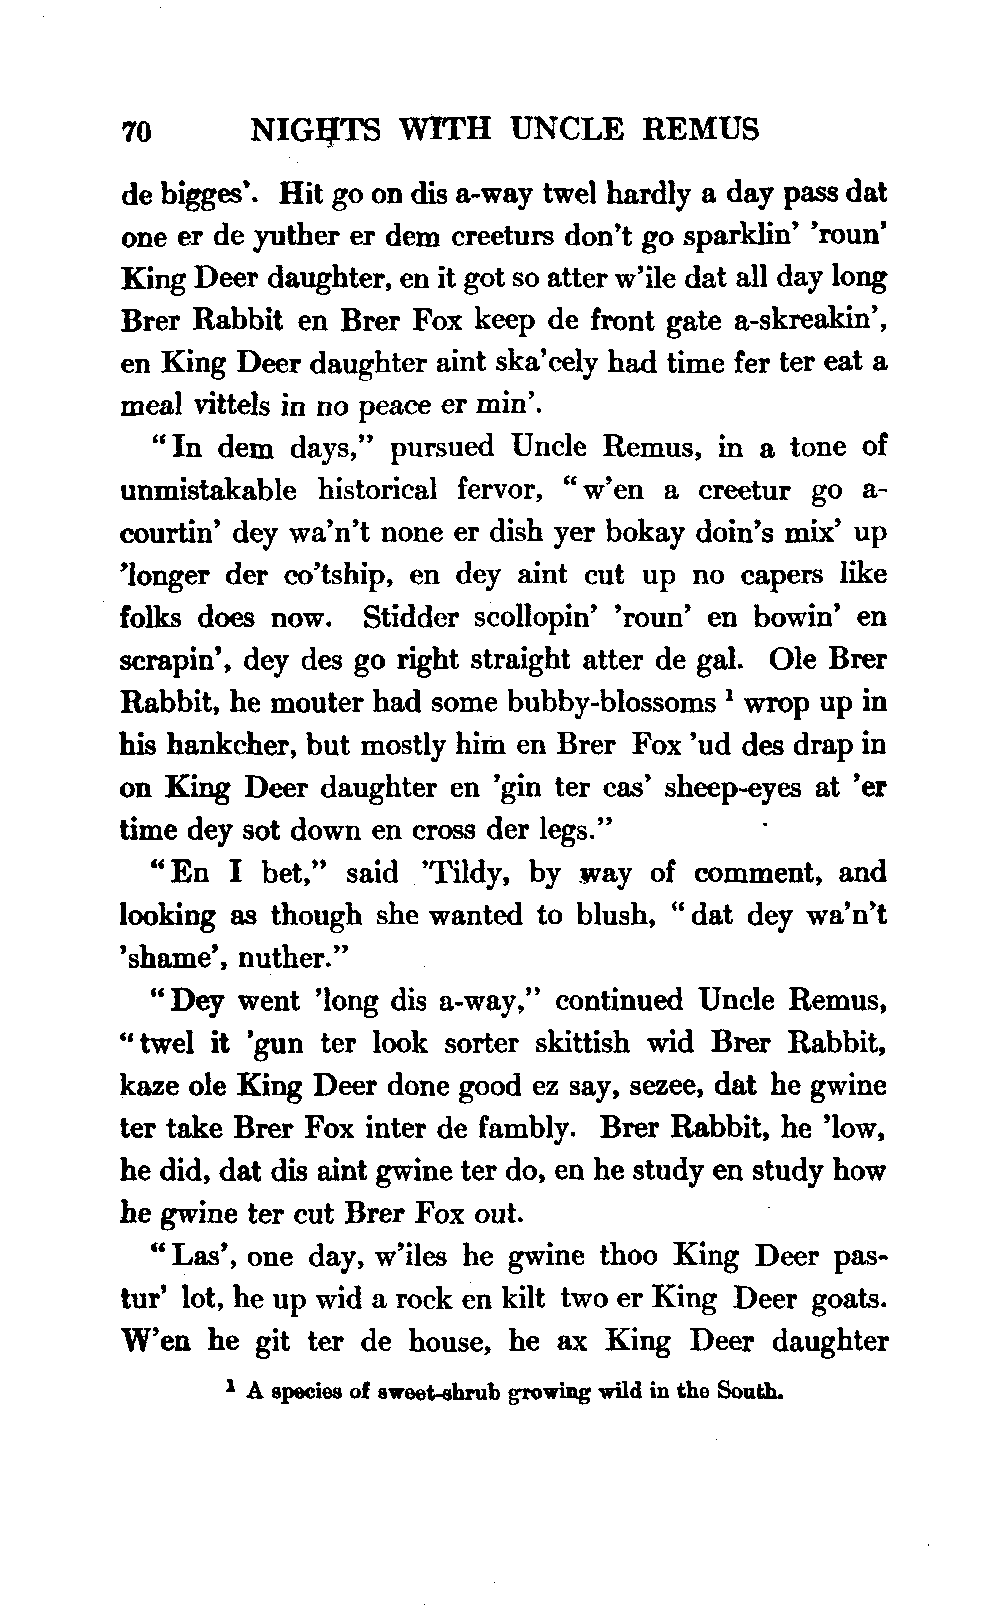 70 NIGHTS WITH UNCLE REMUS
de bigges'. Hit go on dis a-way twel hardly a day pass dat
one er de yuther er dem creeturs don't go sparklin' 'roun'
King Deer daughter, en it got so atter w'ile dat all day long
Brer Rabbit en Brer Fox keep de front gate a-skreakin',
en King Deer daughter aint ska'cely had time fer ter eat a
meal vittels in no peace er min'.
"In dem days," pursued Uncle Remus, in a tone of
unmistakable historical fervor, "w'en a creetur go a-
courtin' dey wa'n't none er dish yer bokay doin's mix' up
'longer der co'tship, en dey aint cut up no capers like
folks does now. Stidder scollopin' 'roun' en bowin' en
scrapin', dey des go right straight atter de gal. Ole Brer
Rabbit, he mouter had some bubby-blossoms ¹ wrop up in
his hankcher, but mostly him en Brer Fox 'ud des drap in
on King Deer daughter en 'gin ter cas' sheep-eyes at 'er
time dey sot down en cross der legs."
"En I bet," said 'Tildy, by way of comment, and
looking as though she wanted to blush, "dat dey wa'n't
'shame', nuther."
"Dey went 'long dis a-way," continued Uncle Remus,
"twel it 'gun ter look sorter skittish wid Brer Rabbit,
kaze ole King Deer done good ez say, sezee, dat he gwine
ter take Brer Fox inter de fambly. Brer Rabbit, he 'low,
he did, dat dis aint gwine ter do, en he study en study how
he gwine ter cut Brer Fox out.
"Las', one day, w'iles he gwine thoo King Deer pas-
tur' lot, he up wid a rock en kilt two er King Deer goats.
W'en he git ter de house, he ax King Deer daughter
¹ A species of sweet-shrub growing wild in the South.